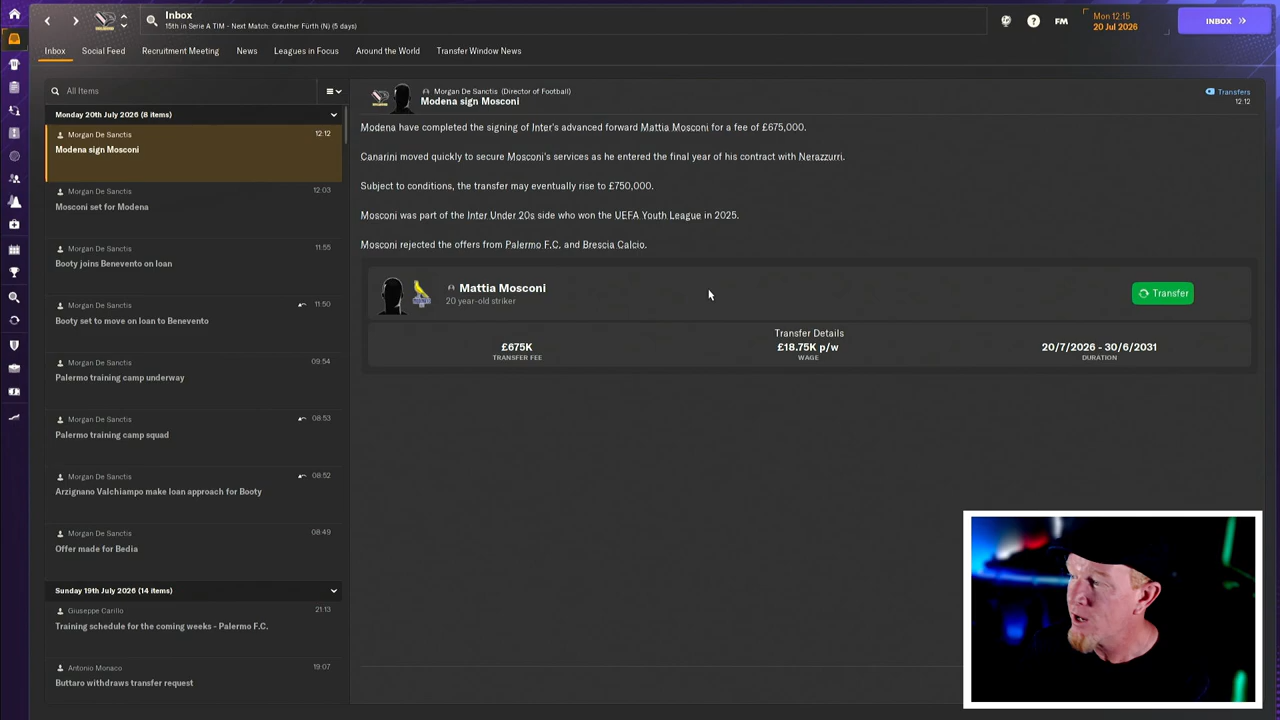 Inbox
15th in Serie A TIM - Next Match: Greuther Fürth (N) (5 days)
FM
Mon 12:15
20 Jul 2026
INBOX
Inbox
Social Feed
Recruitment Meeting
News
Leagues in Focus
Around the World
Transfer Window News
All Items
Monday 20th July 2026 (8 items)
Morgan De Sanctis
12:12
Modena sign Mosconi
Morgan De Sanctis
12:03
Mosconi set for Modena
Morgan De Sanctis
11:55
Booty joins Benevento on loan
Morgan De Sanctis
11:50
Booty set to move on loan to Benevento
Morgan De Sanctis
09:54
Palermo training camp underway
Morgan De Sanctis
08:53
Palermo training camp squad
Morgan De Sanctis
08:52
Arzignano Valchiampo make loan approach for Booty
Morgan De Sanctis
08:49
Offer made for Bedia
Sunday 19th July 2026 (14 items)
Giuseppe Carillo
21:13
Training schedule for the coming weeks - Palermo F.C.
Antonio Monaco
19:07
Buttaro withdraws transfer request
Morgan De Sanctis (Director of Football)
Modena sign Mosconi
Transfers
12:12
Modena have completed the signing of Inter's advanced forward Mattia Mosconi for a fee of £675,000.
Canarini moved quickly to secure Mosconi's services as he entered the final year of his contract with Nerazzurri.
Subject to conditions, the transfer may eventually rise to £750,000.
Mosconi was part of the Inter Under 20s side who won the UEFA Youth League in 2025.
Mosconi rejected the offers from Palermo F.C. and Brescia Calcio.
Mattia Mosconi
20 year-old striker
Transfer
Transfer Details
£675K
TRANSFER FEE
£18.75K p/w
WAGE
20/7/2026 - 30/6/2031
DURATION